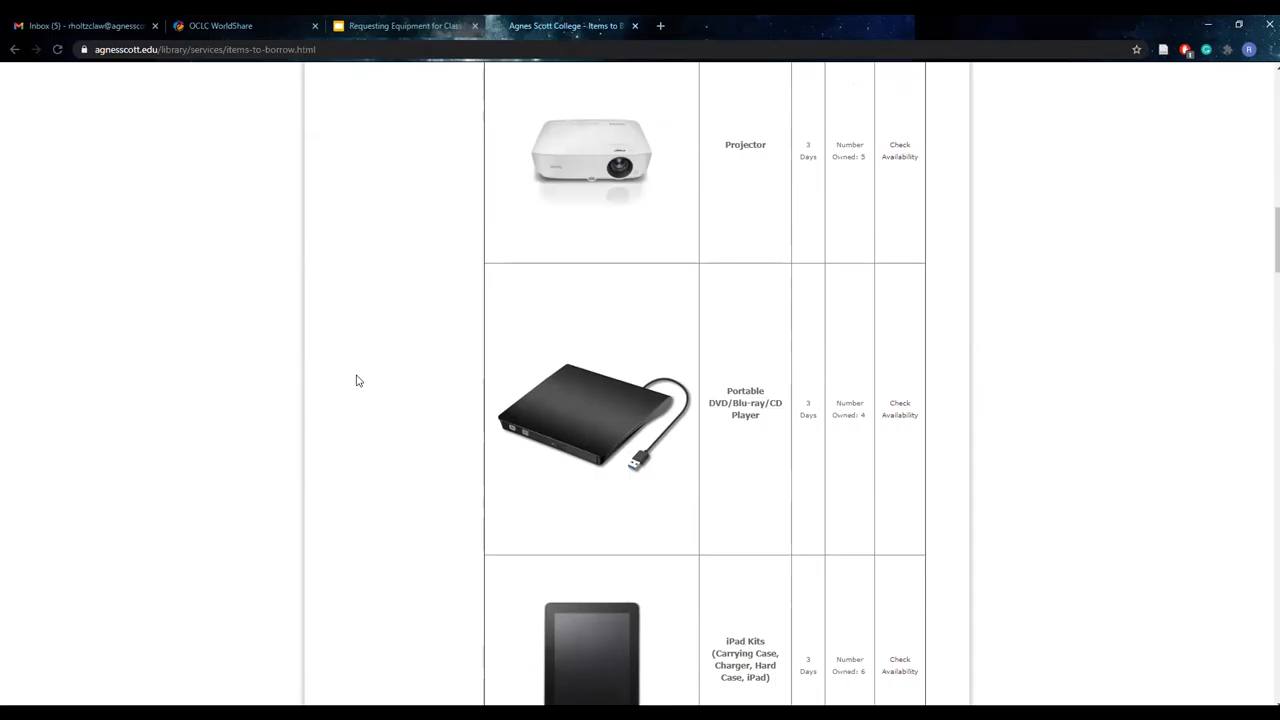 Inbox (5) - rholtzclaw@agnessco
OCLC WorldShare
Requesting Equipment for Class
Agnes Scott College - Items to B
agnesscott.edu/library/services/items-to-borrow.html
R
Projector
3
Days
Number
Owned: 5
Check
Availability
Portable
DVD/Blu-ray/CD
Player
3
Days
Number
Owned: 4
Check
Availability
iPad Kits
(Carrying Case,
Charger, Hard
Case, iPad)
3
Days
Number
Owned: 6
Check
Availability